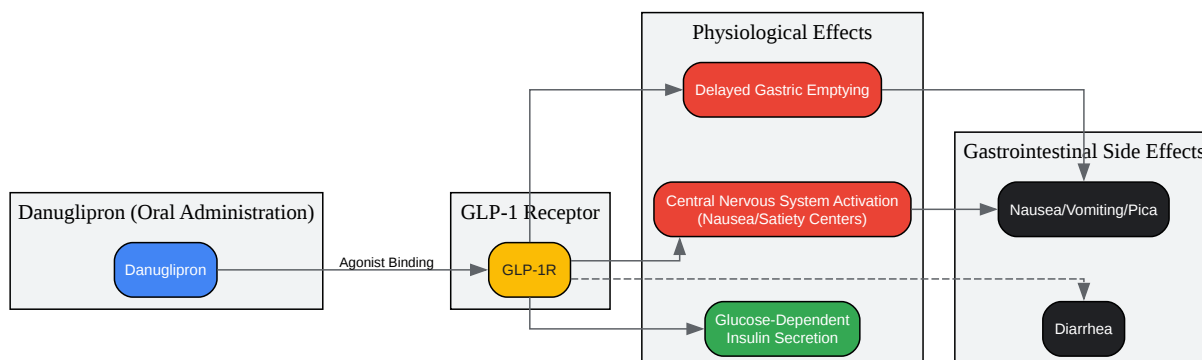 Physiological Effects
Delayed Gastric Emptying
Gastrointestinal Side Effects
Danuglipron (Oral Administration)
GLP-1 Receptor
Central Nervous System Activation
(Nausea/Satiety Centers)
Nausea/Vomiting/Pica
Danuglipron
Agonist Binding
GLP-1R
Glucose-Dependent
Insulin Secretion
Diarrhea